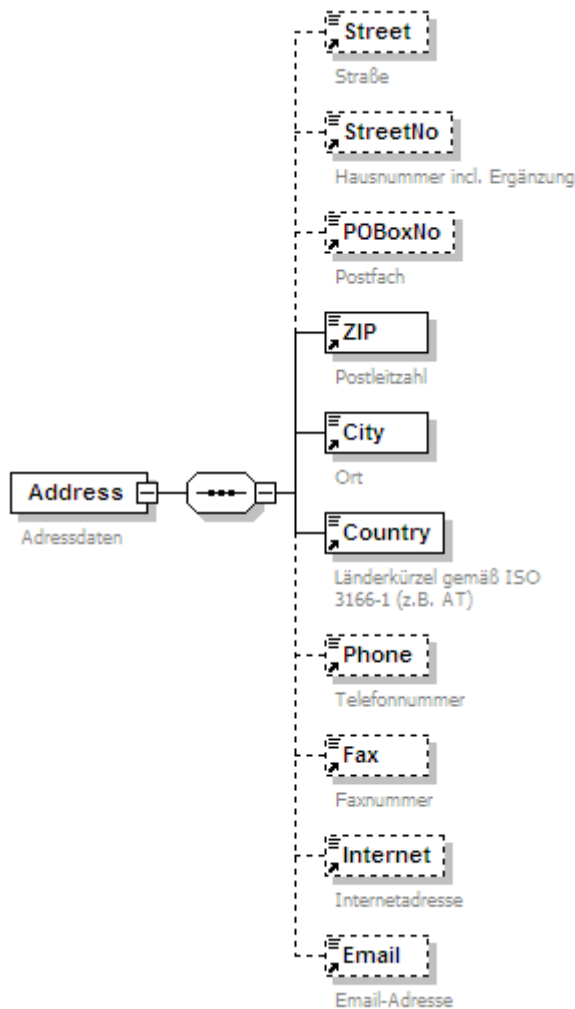 Street
Straße
StreetNo
Hausnummer incl. Ergänzung
POBoxNo
Postfach
ZIP
Postleitzahl
City
Ort
Address
Adressdaten
Country
Länderkürzel gemäß ISO
3166-1 (z.B. AT)
Phone
Telefonnummer
Fax
Faxnummer
Internet
Internetadresse
Email
Email-Adresse